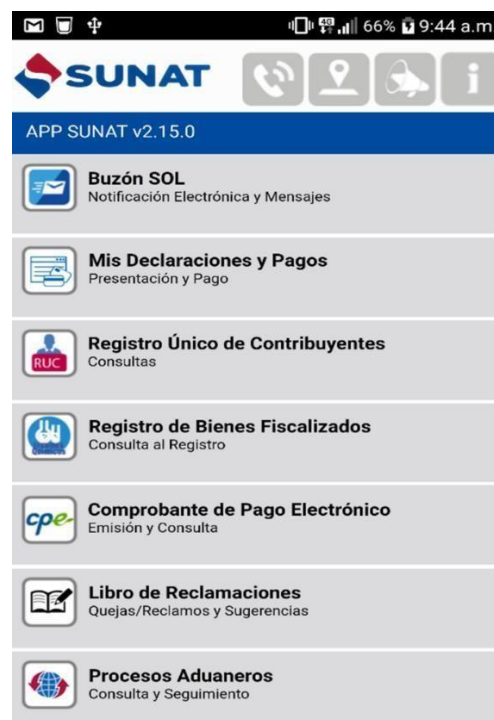 4G 66% 9:44 a.m
SUNAT
APP SUNAT v2.15.0
Buzón SOL
Notificación Electrónica y Mensajes
Mis Declaraciones y Pagos
Presentación y Pago
Registro Único de Contribuyentes
RUC
Consultas
Registro de Bienes Fiscalizados
Consulta al Registro
Comprobante de Pago Electrónico
cpe
Emisión y Consulta
Libro de Reclamaciones
Quejas/Reclamos y Sugerencias
Procesos Aduaneros
Consulta y Seguimiento